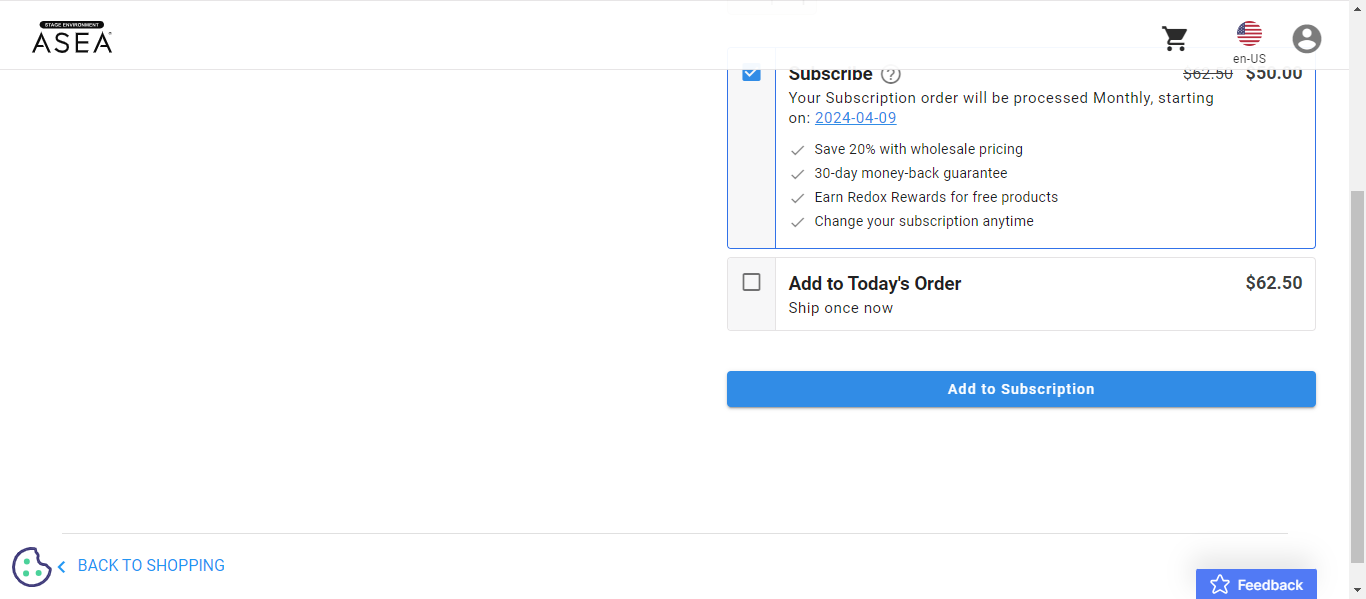 STAGE ENVIRONMENT
ASEA
en-US
Subscribe ? $62.50 $50.00
Your Subscription order will be processed Monthly, starting
on: 2024-04-09
Save 20% with wholesale pricing
30-day money-back guarantee
Earn Redox Rewards for free products
Change your subscription anytime
Add to Today's Order $62.50
Ship once now
Add to Subscription
BACK TO SHOPPING
Feedback